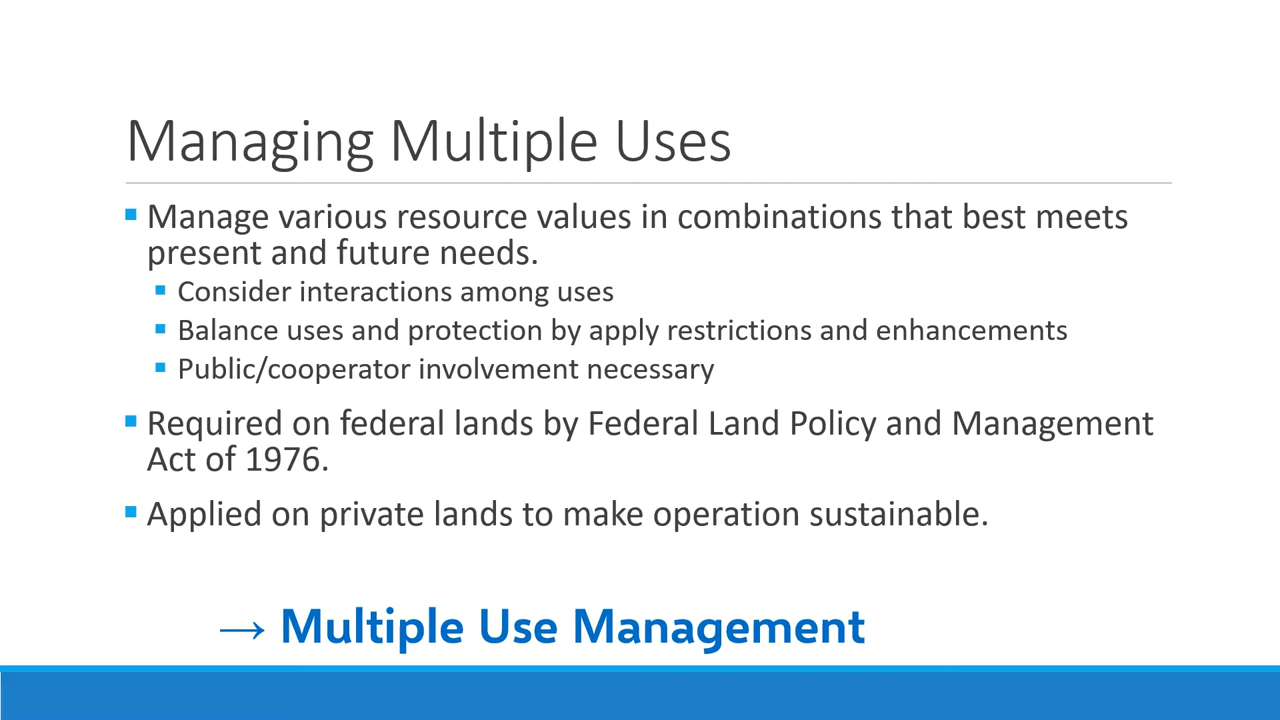 Managing Multiple Uses
▪ Manage various resource values in combinations that best meets
present and future needs.
▪ Consider interactions among uses
▪ Balance uses and protection by apply restrictions and enhancements
▪ Public/cooperator involvement necessary
▪ Required on federal lands by Federal Land Policy and Management
Act of 1976.
▪ Applied on private lands to make operation sustainable.
→ Multiple Use Management